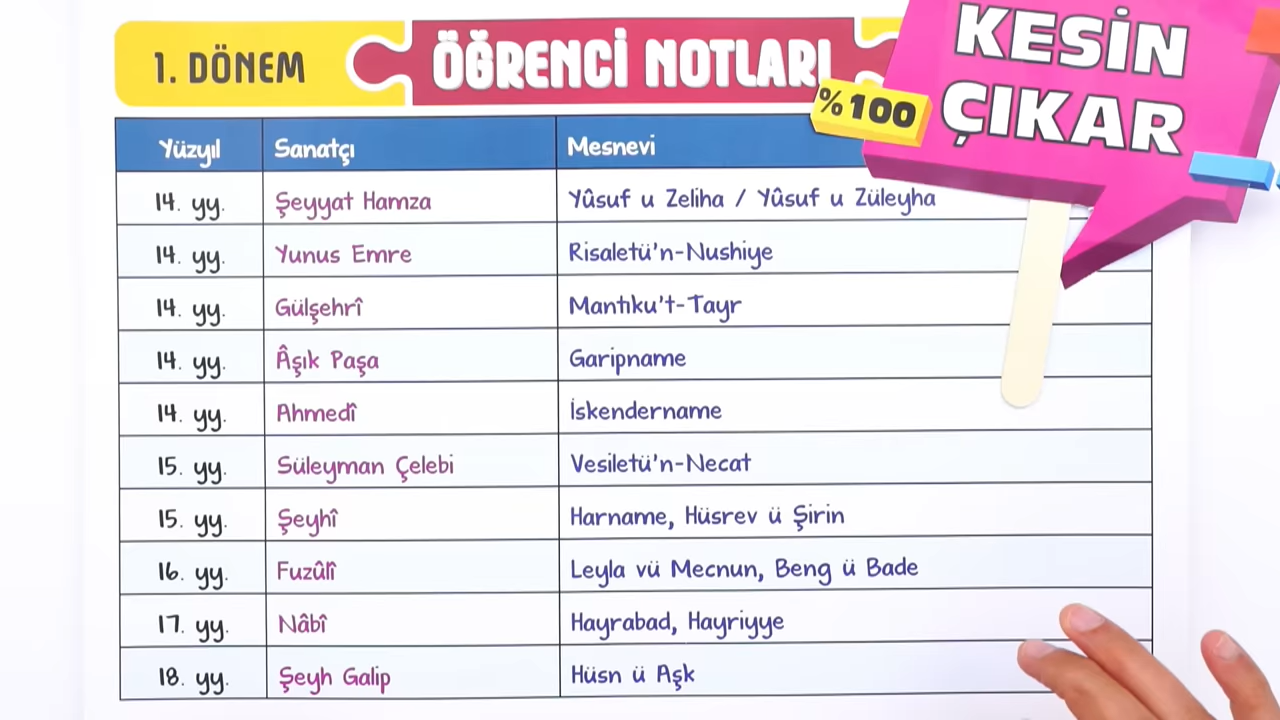 1. DÖNEM
ÖĞRENCİ NOTLARI
%100
KESİN
ÇIKAR
Yüzyıl Sanatçı Mesnevi
14. yy. Şeyyat Hamza Yûsuf u Zeliha / Yûsuf u Züleyha
14. yy. Yunus Emre Risaletü'n-Nushiye
14. yy. Gülşehrî Mantıku't-Tayr
14. yy. Âşık Paşa Garipname
14. yy. Ahmedî İskendername
15. yy. Süleyman Çelebi Vesiletü'n-Necat
15. yy. Şeyhî Harname, Hüsrev ü Şirin
16. yy. Fuzûlî Leyla vü Mecnun, Beng ü Bade
17. yy. Nâbî Hayrabad, Hayriyye
18. yy. Şeyh Galip Hüsn ü Aşk